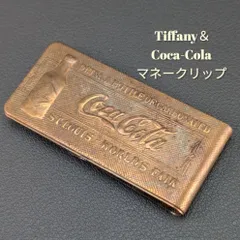 Tiffany &
Coca-Cola
マネークリップ
Coca-Cola
ST. LOUIS WORLD'S FAIR